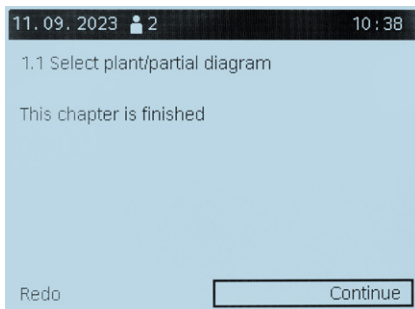 11.09.2023 2 10:38
1.1 Select plant/partial diagram
This chapter is finished
Redo Continue